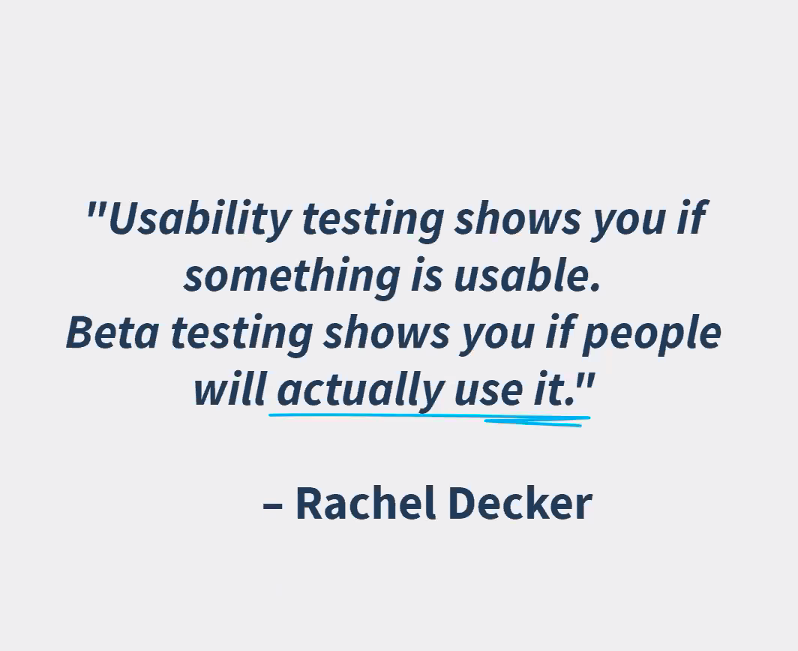 "Usability testing shows you if
something is usable.
Beta testing shows you if people
will actually use it."
– Rachel Decker